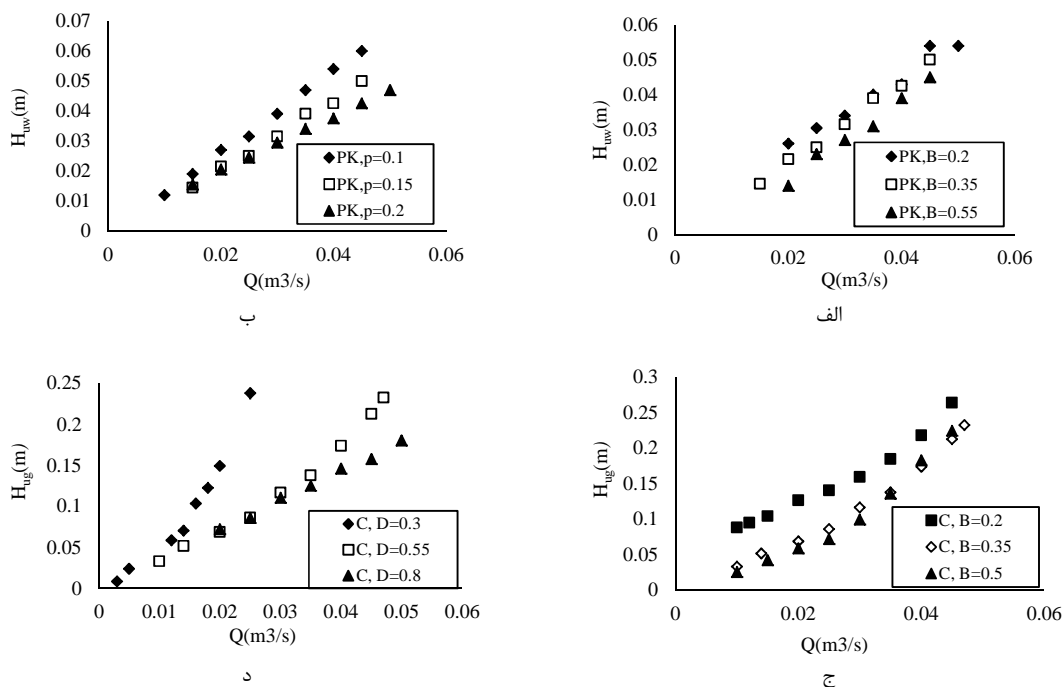 0.07
0.06
0.05
0.04
0.03
0.02
0.01
0
H_uw(m)
PK,p=0.1
PK,p=0.15
PK,p=0.2
0
0.02
0.04
0.06
Q(m3/s)
ب
0.06
0.05
0.04
0.03
0.02
0.01
0
H_uw(m)
PK,B=0.2
PK,B=0.35
PK,B=0.55
0
0.02
0.04
0.06
Q(m3/s)
الف
0.25
0.2
0.15
0.1
0.05
0
H_ug(m)
C, D=0.3
C, D=0.55
C, D=0.8
0
0.01
0.02
0.03
0.04
0.05
0.06
Q(m3/s)
د
0.3
0.25
0.2
0.15
0.1
0.05
0
H_ug(m)
C, B=0.2
C, B=0.35
C, B=0.5
0
0.02
0.04
0.06
Q(m3/s)
ج